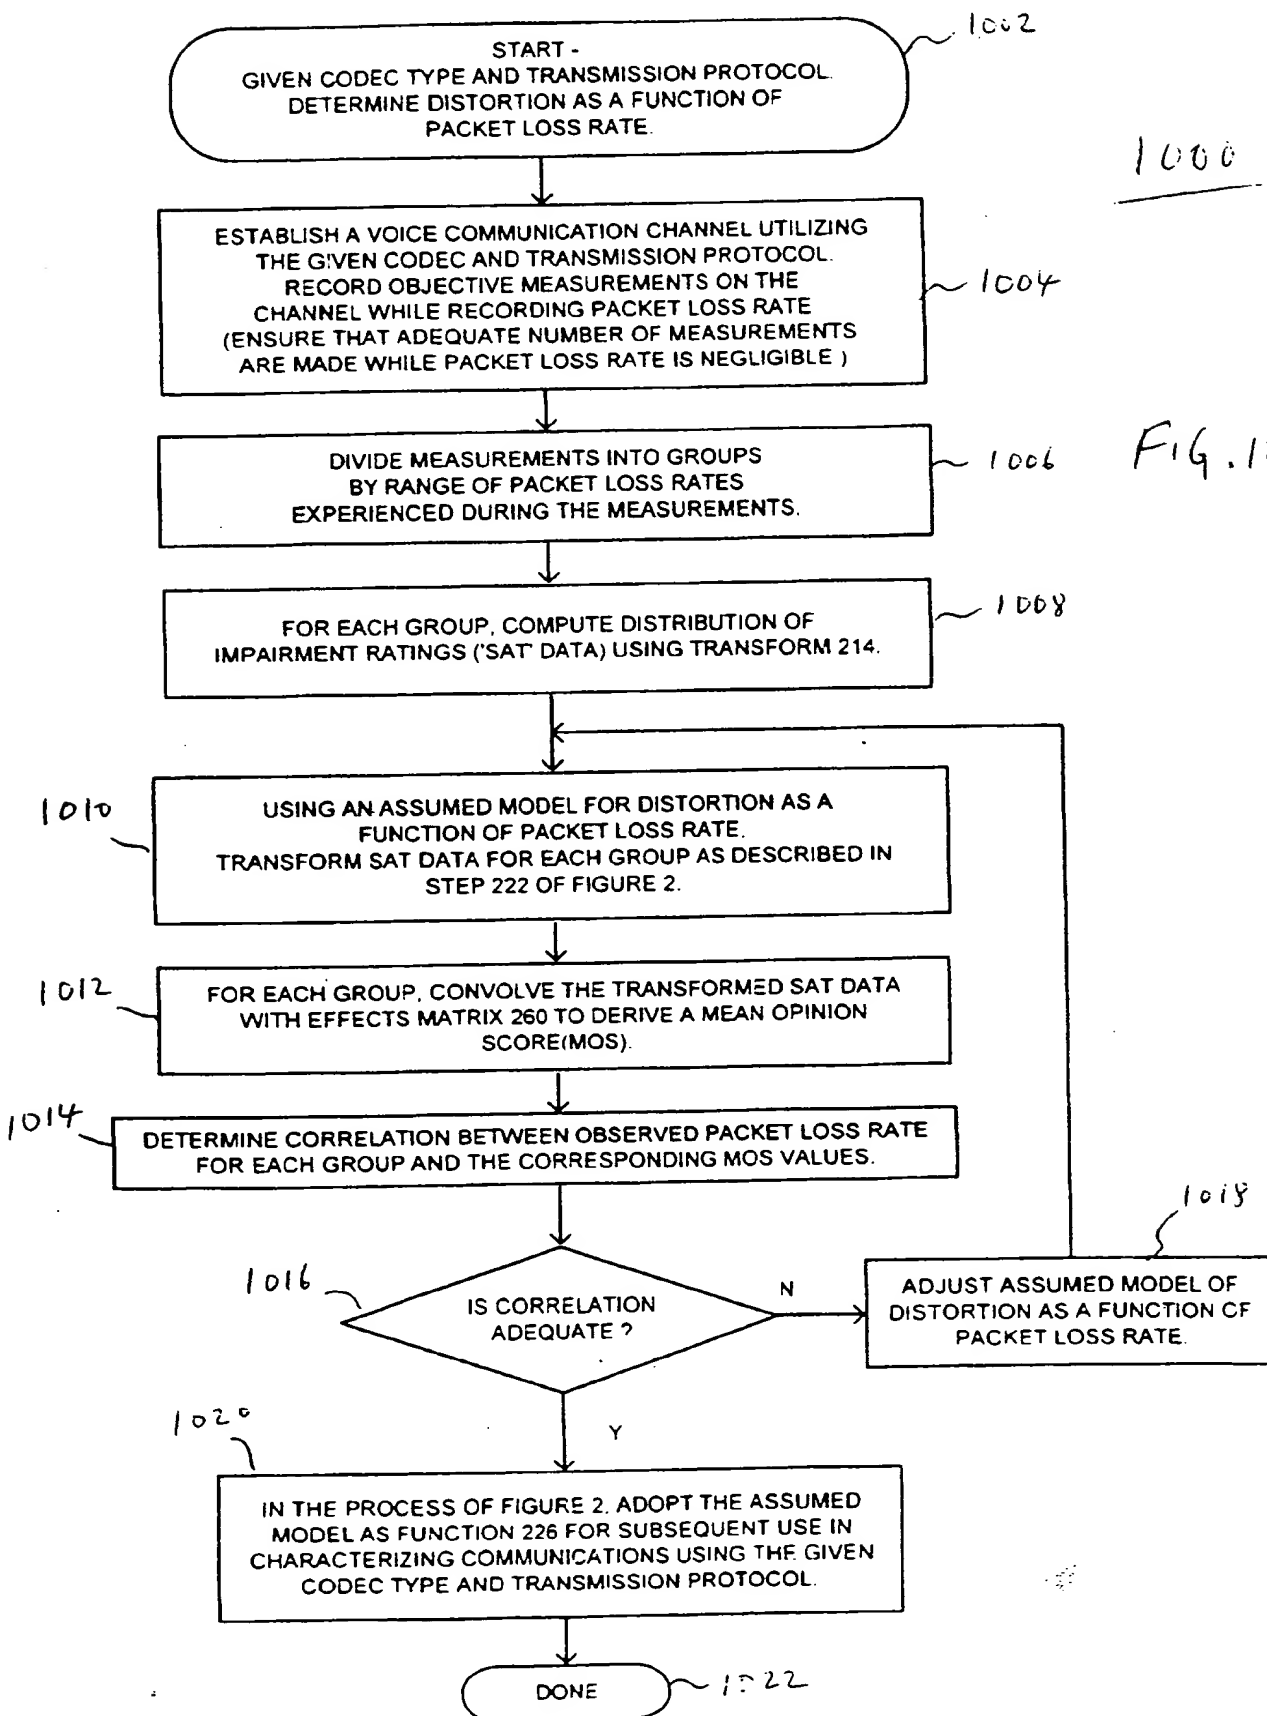 1002
START -
GIVEN CODEC TYPE AND TRANSMISSION PROTOCOL.
DETERMINE DISTORTION AS A FUNCTION OF
PACKET LOSS RATE.
1000
ESTABLISH A VOICE COMMUNICATION CHANNEL UTILIZING
THE GIVEN CODEC AND TRANSMISSION PROTOCOL.
RECORD OBJECTIVE MEASUREMENTS ON THE
CHANNEL WHILE RECORDING PACKET LOSS RATE
(ENSURE THAT ADEQUATE NUMBER OF MEASUREMENTS
ARE MADE WHILE PACKET LOSS RATE IS NEGLIGIBLE )
1004
DIVIDE MEASUREMENTS INTO GROUPS
BY RANGE OF PACKET LOSS RATES
EXPERIENCED DURING THE MEASUREMENTS.
1006
FIG.
FOR EACH GROUP, COMPUTE DISTRIBUTION OF
IMPAIRMENT RATINGS ('SAT' DATA) USING TRANSFORM 214.
1008
1010
USING AN ASSUMED MODEL FOR DISTORTION AS A
FUNCTION OF PACKET LOSS RATE.
TRANSFORM SAT DATA FOR EACH GROUP AS DESCRIBED IN
STEP 222 OF FIGURE 2.
1012
FOR EACH GROUP, CONVOLVE THE TRANSFORMED SAT DATA
WITH EFFECTS MATRIX 260 TO DERIVE A MEAN OPINION
SCORE(MOS).
1014
DETERMINE CORRELATION BETWEEN OBSERVED PACKET LOSS RATE
FOR EACH GROUP AND THE CORRESPONDING MOS VALUES.
1016
IS CORRELATION
ADEQUATE ?
N
1018
ADJUST ASSUMED MODEL OF
DISTORTION AS A FUNCTION OF
PACKET LOSS RATE.
Y
1020
IN THE PROCESS OF FIGURE 2. ADOPT THE ASSUMED
MODEL AS FUNCTION 226 FOR SUBSEQUENT USE IN
CHARACTERIZING COMMUNICATIONS USING THE GIVEN
CODEC TYPE AND TRANSMISSION PROTOCOL.
DONE
1022